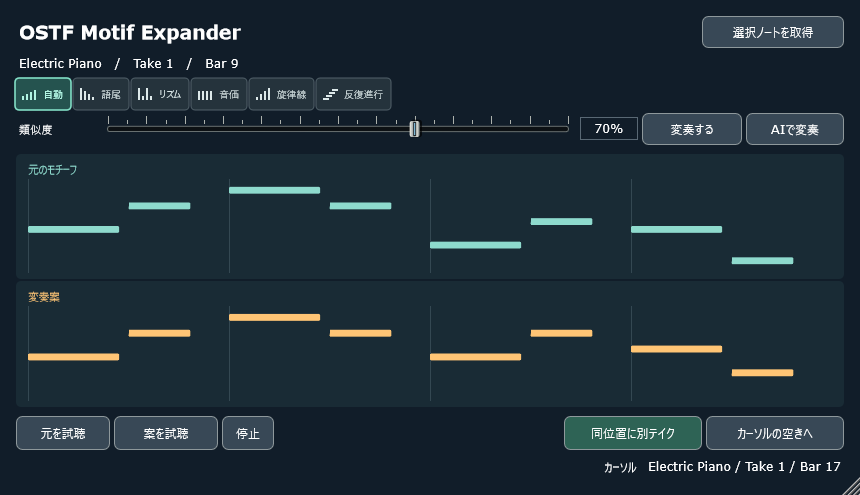 OSTF Motif Expander
選択ノートを取得
Electric Piano / Take 1 / Bar 9
自動 語尾 リズム 音価 旋律線 反復進行
類似度 70% 変奏する AIで変奏
元のモチーフ
変奏案
元を試聴 案を試聴 停止 同位置に別テイク カーソルの空きへ
カーソル Electric Piano / Take 1 / Bar 17